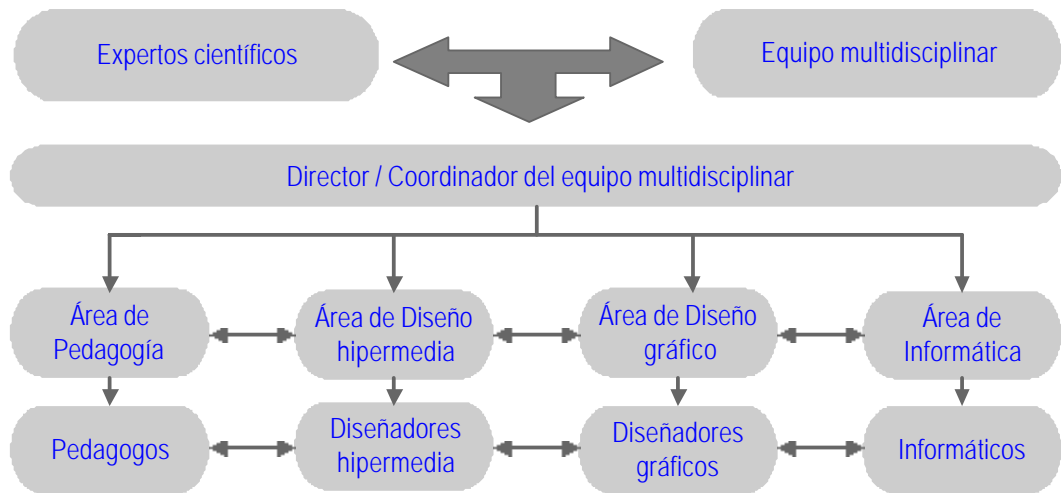 Expertos científicos
Equipo multidisciplinar
Director / Coordinador del equipo multidisciplinar
Área de
Pedagogía
Área de Diseño
hipermedia
Área de Diseño
gráfico
Área de
Informática
Pedagogos
Diseñadores
hipermedia
Diseñadores
gráficos
Informáticos